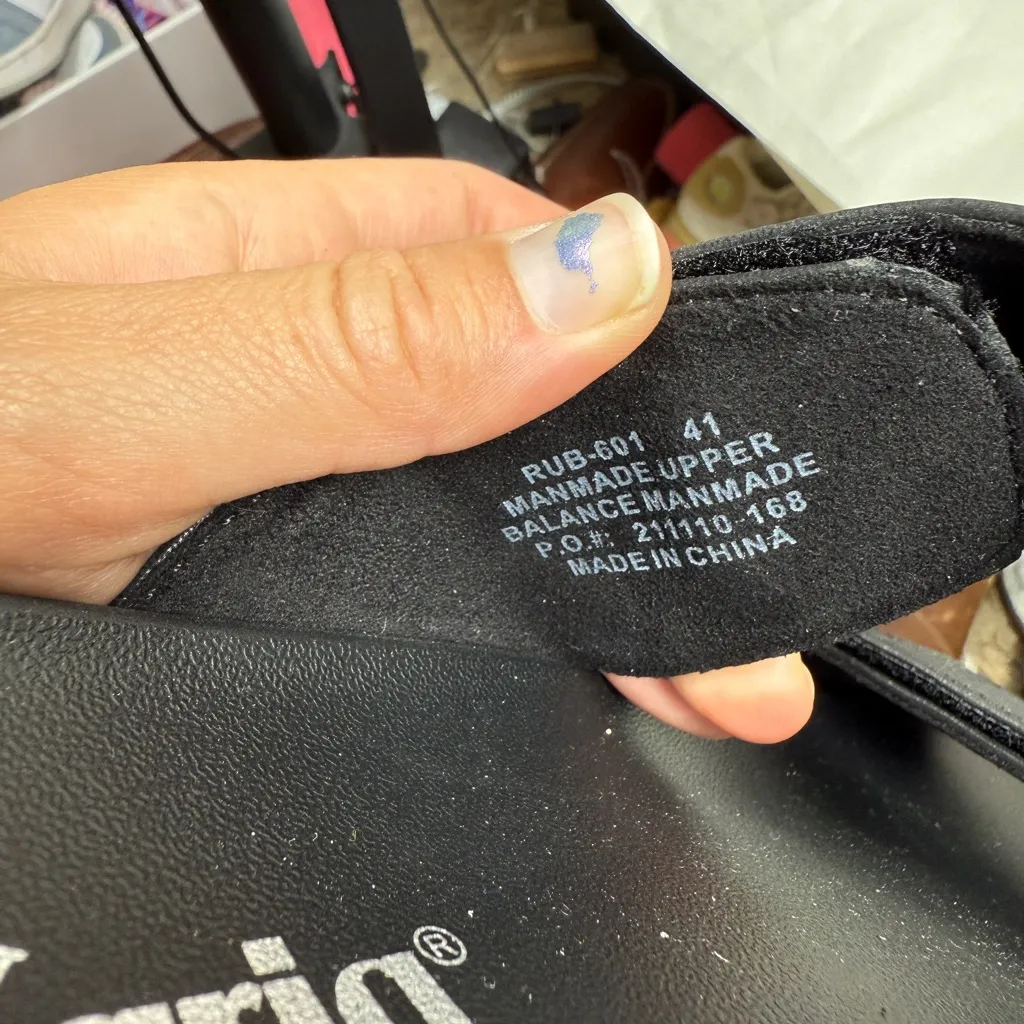 RUB-601 41
MANMADE UPPER
BALANCE MANMADE
P.O.#: 211110-168
MADE IN CHINA
®